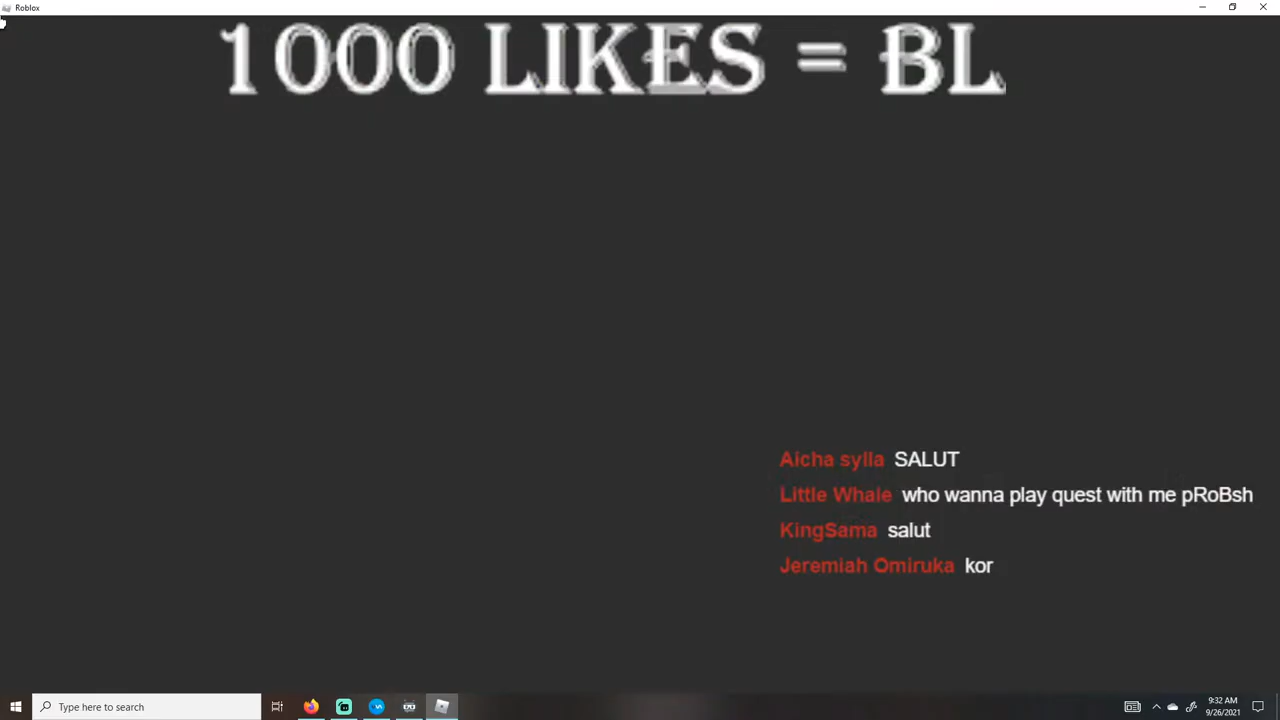 Roblox
1000 LIKES = BL
Aicha sylla SALUT
Little Whale who wanna play quest with me pRoBsh
KingSama salut
Jeremiah Omiruka kor
Type here to search
9:32 AM
9/26/2021